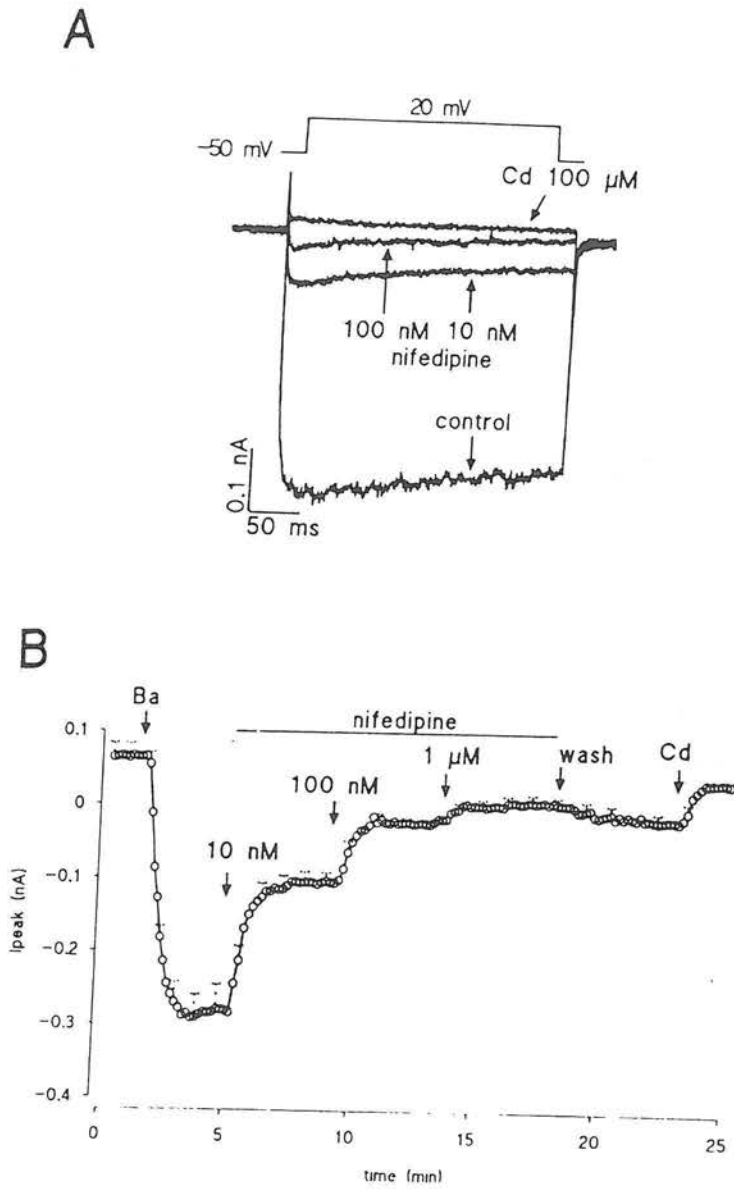 A
20 mV
-50 mV
Cd 100 µM
100 nM 10 nM
nifedipine
control
0.1 nA
50 ms
B
Ba
nifedipine
0.1
1 µM
wash
Cd
100 nM
0
10 nM
-0.1
Ipeak (nA)
-0.2
-0.3
-0.4
0 5 10 15 20 25
time (min)